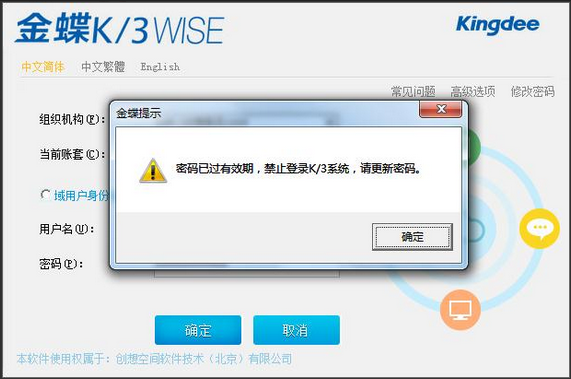 金蝶K/3 WISE
Kingdee
中文简体 中文繁體 English
常见问题 高级选项 修改密码
组织机构(F):
金蝶提示
当前账套(C):
密码已过有效期，禁止登录K/3系统，请更新密码。
域用户身份
用户名(U):
确定
密码(P):
确定 取消
本软件使用权属于：创想空间软件技术（北京）有限公司